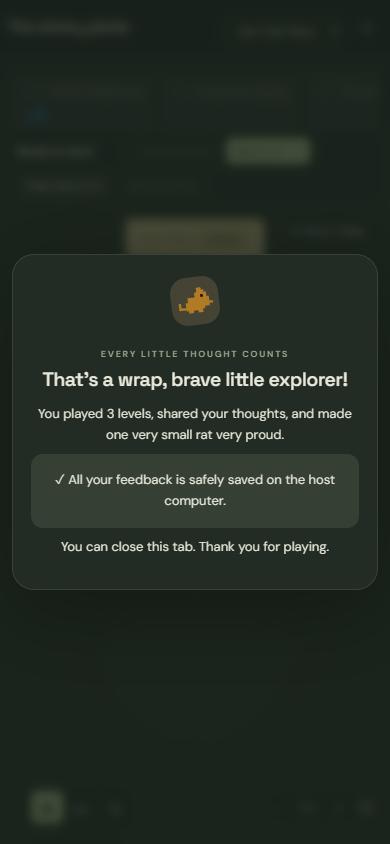 EVERY LITTLE THOUGHT COUNTS
That's a wrap, brave little explorer!
You played 3 levels, shared your thoughts, and made
one very small rat very proud.
✓ All your feedback is safely saved on the host
computer.
You can close this tab. Thank you for playing.